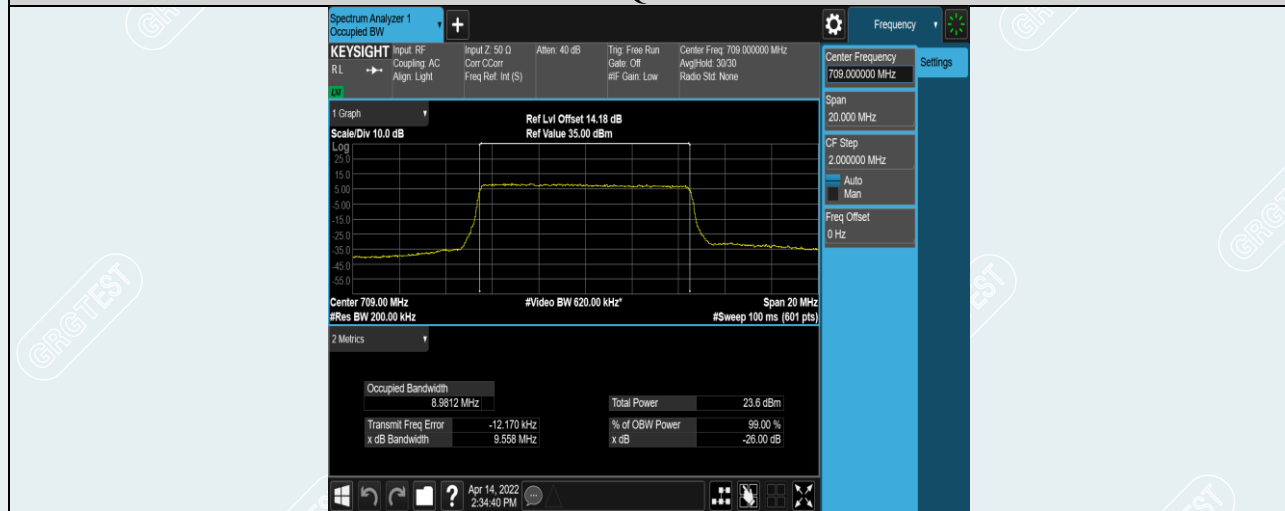 Spectrum Analyzer 1
Occupied BW
Frequency
KEYSIGHT Input: RF Input Z: 50 Ω Atten: 40 dB Trig: Free Run Center Freq: 709.000000 MHz
RL Coupling: AC Corr CCorr Gate: Off Avg|Hold: 30/30
Align: Light Freq Ref: Int (S) #IF Gain: Low Radio Std: None
Center Frequency
709.000000 MHz
Settings
Span
20.000 MHz
CF Step
2.000000 MHz
Auto
Man
Freq Offset
0 Hz
1 Graph
Ref Lvl Offset 14.18 dB
Scale/Div 10.0 dB Ref Value 35.00 dBm
Log
25.0
15.0
5.00
-5.00
-15.0
-25.0
-35.0
-45.0
-55.0
Center 709.00 MHz #Video BW 620.00 kHz* Span 20 MHz
#Res BW 200.00 kHz #Sweep 100 ms (601 pts)
2 Metrics
Occupied Bandwidth
8.9812 MHz Total Power 23.6 dBm
Transmit Freq Error -12.170 kHz % of OBW Power 99.00 %
x dB Bandwidth 9.558 MHz x dB -26.00 dB
Apr 14, 2022
2:34:40 PM
GRGTEST
GRGTEST